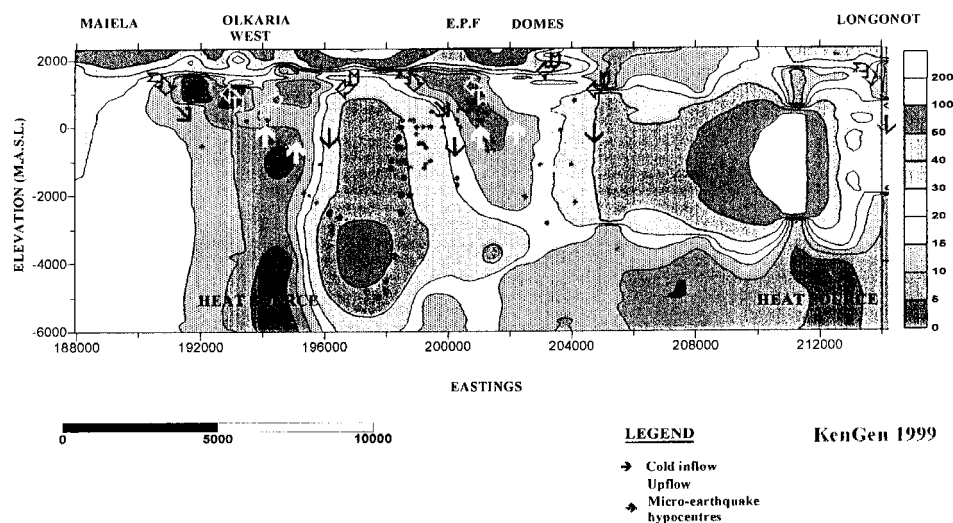 MAIELA OLKARIA WEST E.P.F DOMES LONGONOT
ELEVATION (M.A.S.L.)
2000
0
-2000
-4000
-6000
HEAT SOURCE
HEAT SOURCE
188000 192000 196000 200000 204000 208000 212000
EASTINGS
200
100
60
40
30
20
15
10
5
0
0 5000 10000
LEGEND
Cold inflow
Upflow
Micro-earthquake
hypocentres
KenGen 1999